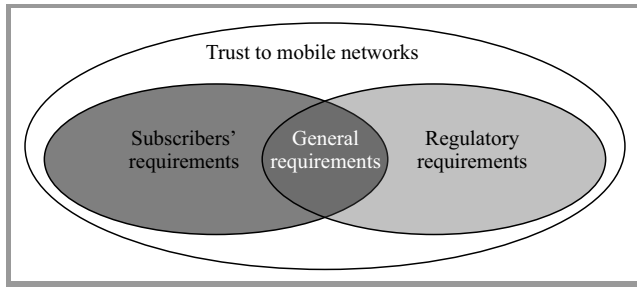 Trust to mobile networks
Subscribers’
requirements
General
requirements
Regulatory
requirements